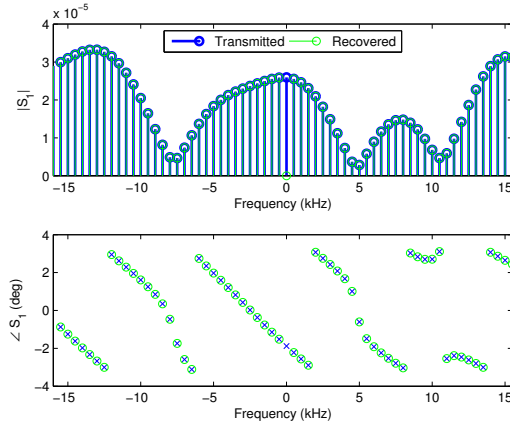 x 10⁻⁵
4
3
2
1
0
|S₁|
Transmitted
Recovered
−15 −10 −5 0 5 10 15
Frequency (kHz)
4
2
0
−2
−4
∠ S₁ (deg)
−15 −10 −5 0 5 10 15
Frequency (kHz)